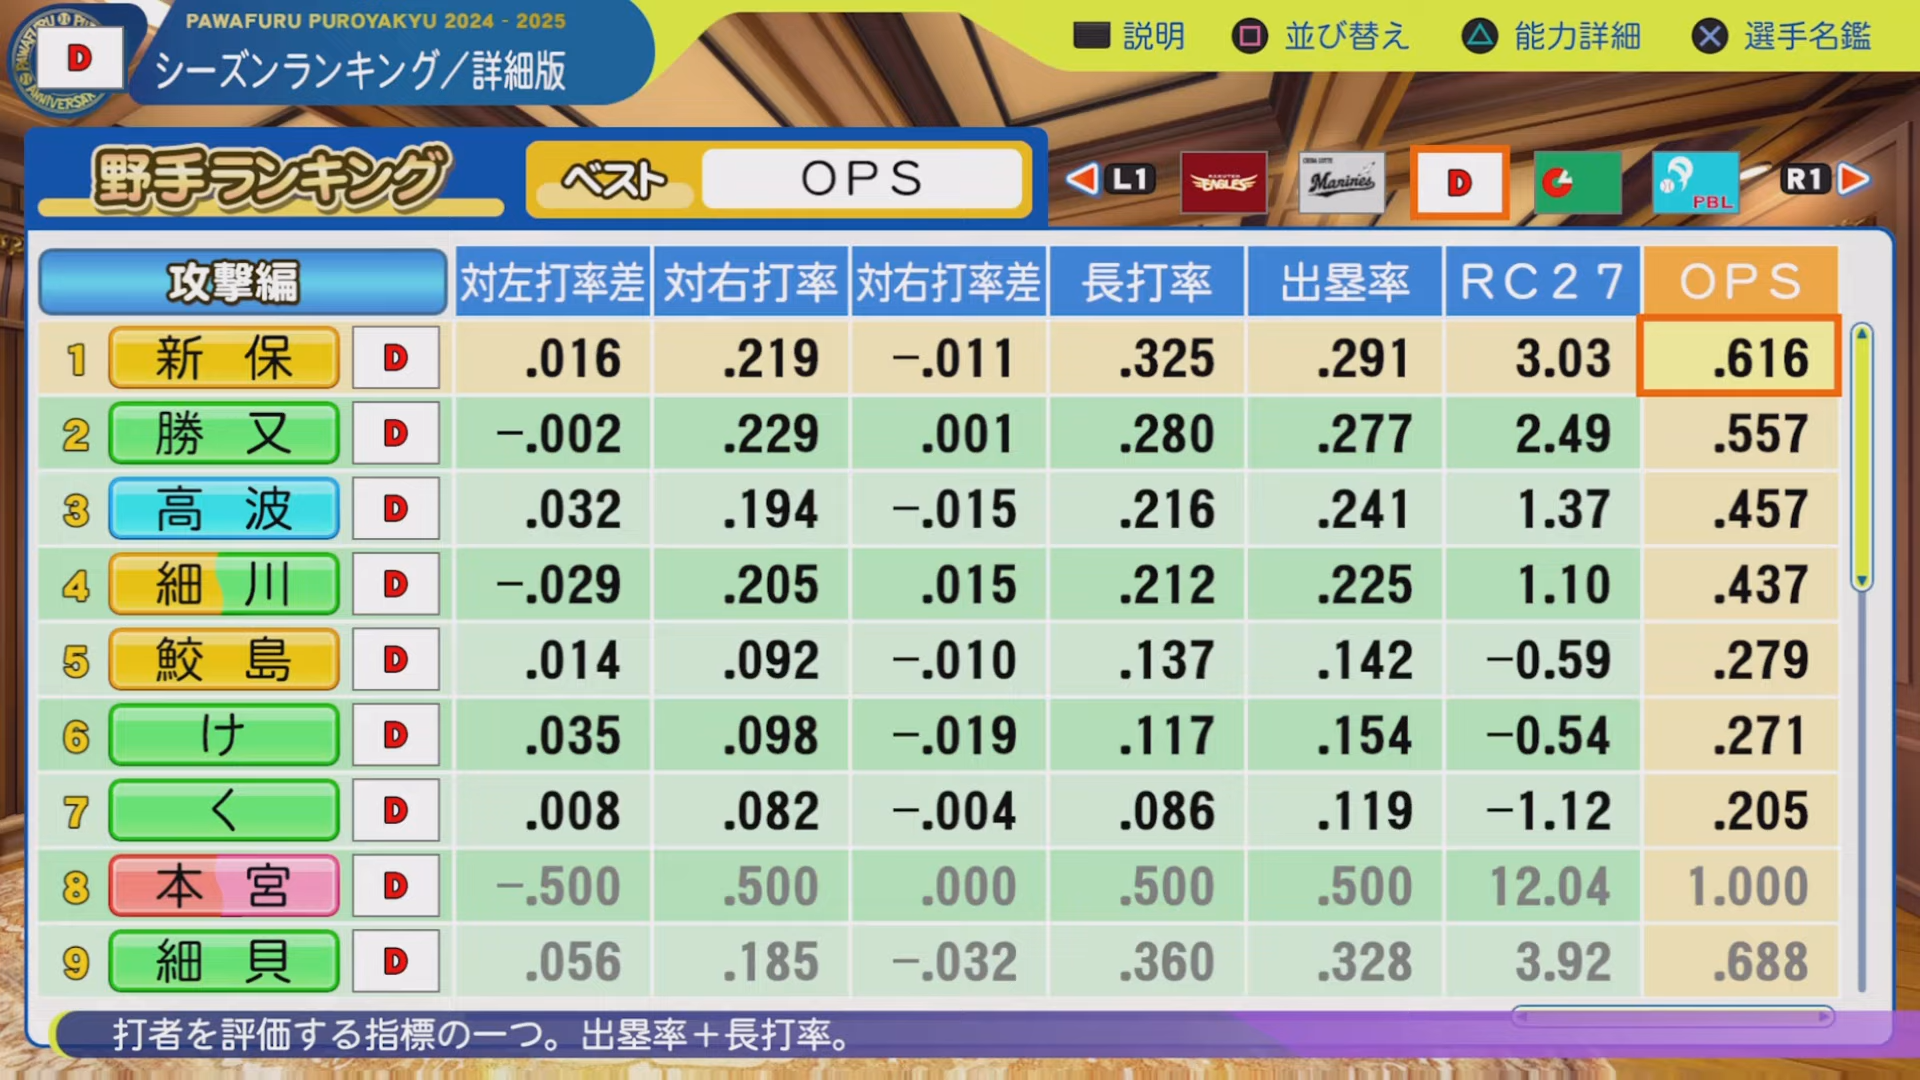 D
PAWAFURU PUROYAKYU 2024 - 2025
シーズンランキング／詳細版
説明 並び替え 能力詳細 選手名鑑
野手ランキング ベスト OPS L1 EAGLES Marines D PBL R1
攻撃編 対左打率差 対右打率 対右打率差 長打率 出塁率 RC27 OPS
1 新保 D .016 .219 -.011 .325 .291 3.03 .616
2 勝又 D -.002 .229 .001 .280 .277 2.49 .557
3 高波 D .032 .194 -.015 .216 .241 1.37 .457
4 細川 D -.029 .205 .015 .212 .225 1.10 .437
5 鮫島 D .014 .092 -.010 .137 .142 -0.59 .279
6 け D .035 .098 -.019 .117 .154 -0.54 .271
7 く D .008 .082 -.004 .086 .119 -1.12 .205
8 本宮 D -.500 .500 .000 .500 .500 12.04 1.000
9 細貝 D .056 .185 -.032 .360 .328 3.92 .688
打者を評価する指標の一つ。出塁率＋長打率。